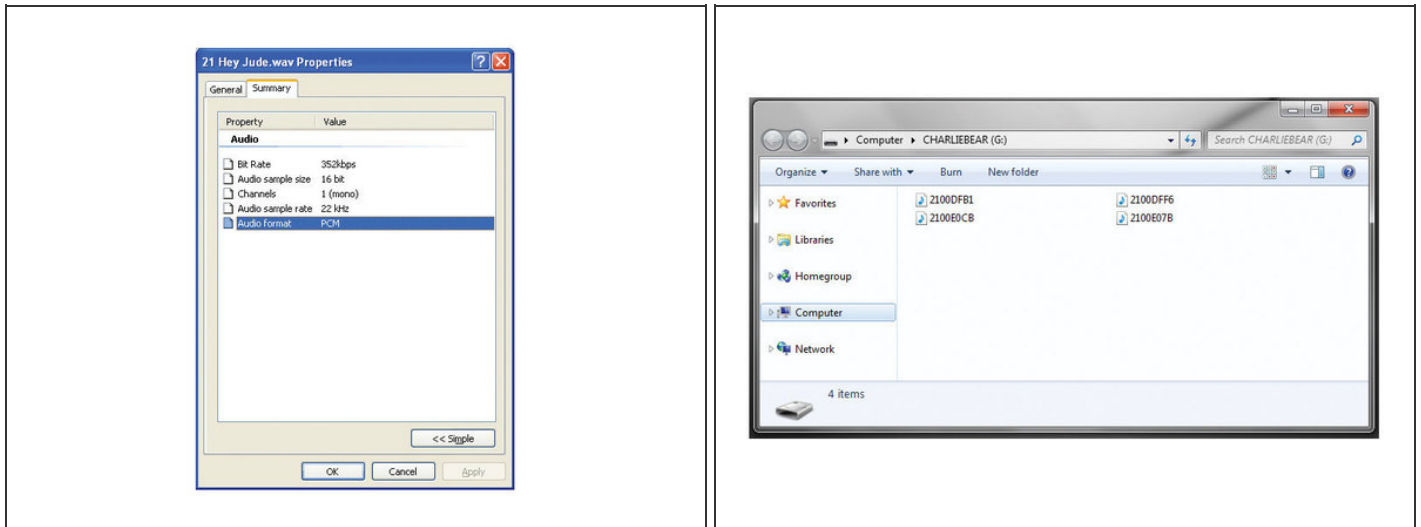 21 Hey Jude.wav Properties
General Summary
Property Value
Audio
Bit Rate 352kbps
Audio sample size 16 bit
Channels 1 (mono)
Audio sample rate 22 kHz
Audio format PCM
<< Simple
OK Cancel Apply
Computer CHARLIEBEAR (G:) Search CHARLIEBEAR (G:)
Organize Share with Burn New folder
Favorites
Libraries
Homegroup
Computer
Network
2100DFB1 2100DFF6
2100E0CB 2100E07B
4 items